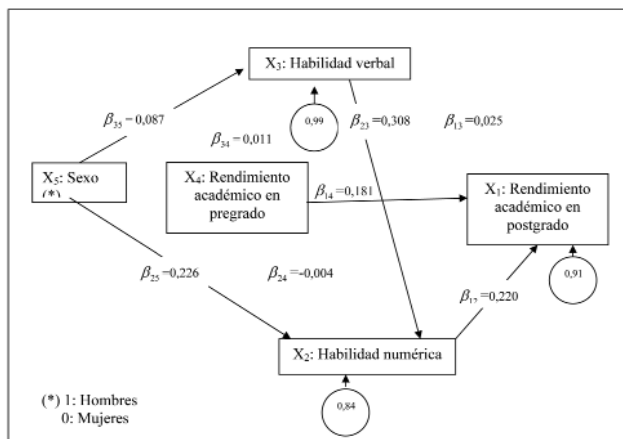 X₃: Habilidad verbal
β₃₅ = 0,087
0,99
β₂₃ = 0,308
β₁₃ = 0,025
β₃₄ = 0,011
X₅: Sexo
(*)
X₄: Rendimiento
académico en
pregrado
β₁₄ =0,181
X₁: Rendimiento
académico en
postgrado
β₂₅ =0,226
β₂₄ =-0,004
0,91
β₁₂ =0,220
X₂: Habilidad numérica
(*) 1: Hombres
0: Mujeres
0,84